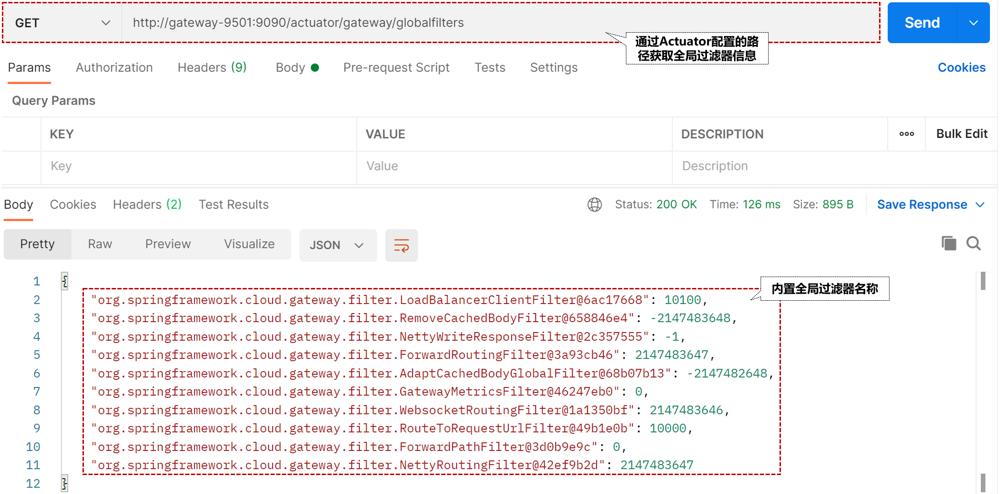 GET http://gateway-9501:9090/actuator/gateway/globalfilters Send
通过Actuator配置的路
径获取全局过滤器信息
Params Authorization Headers (9) Body Pre-request Script Tests Settings Cookies
Query Params
KEY VALUE DESCRIPTION ooo Bulk Edit
Key Value Description
Body Cookies Headers (2) Test Results Status: 200 OK Time: 126 ms Size: 895 B Save Response
Pretty Raw Preview Visualize JSON
内置全局过滤器名称
1 {
2 "org.springframework.cloud.gateway.filter.LoadBalancerClientFilter@6ac17668": 10100,
3 "org.springframework.cloud.gateway.filter.RemoveCachedBodyFilter@658846e4": -2147483648,
4 "org.springframework.cloud.gateway.filter.NettyWriteResponseFilter@2c357555": -1,
5 "org.springframework.cloud.gateway.filter.ForwardRoutingFilter@3a93cb46": 2147483647,
6 "org.springframework.cloud.gateway.filter.AdaptCachedBodyGlobalFilter@68b07b13": -2147482648,
7 "org.springframework.cloud.gateway.filter.GatewayMetricsFilter@46247eb0": 0,
8 "org.springframework.cloud.gateway.filter.WebsocketRoutingFilter@1a1350bf": 2147483646,
9 "org.springframework.cloud.gateway.filter.RouteToRequestUrlFilter@49b1e0b": 10000,
10 "org.springframework.cloud.gateway.filter.ForwardPathFilter@3d0b9e9c": 0,
11 "org.springframework.cloud.gateway.filter.NettyRoutingFilter@42ef9b2d": 2147483647
12 }